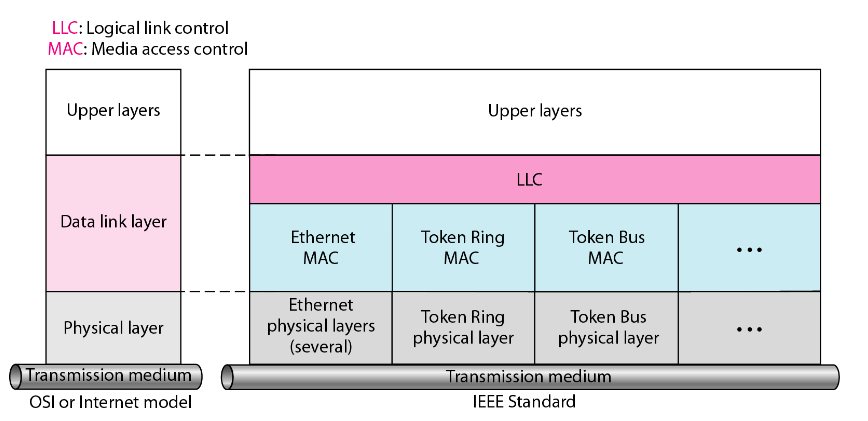 LLC: Logical link control
MAC: Media access control
Upper layers
Upper layers
Data link layer
LLC
Ethernet
MAC
Token Ring
MAC
Token Bus
MAC
•••
Physical layer
Ethernet
physical layers
(several)
Token Ring
physical layer
Token Bus
physical layer
•••
Transmission medium
Transmission medium
OSI or Internet model
IEEE Standard